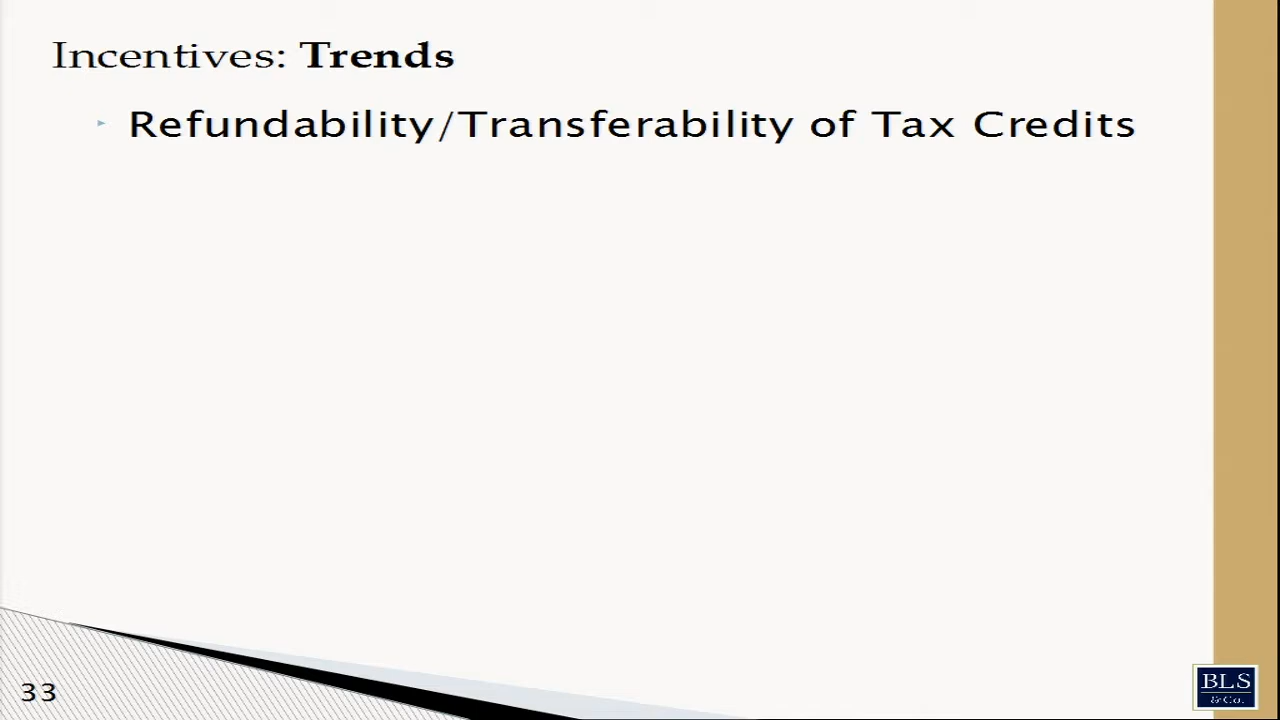 Incentives: Trends
Refundability/Transferability of Tax Credits
33
BLS
& Co.